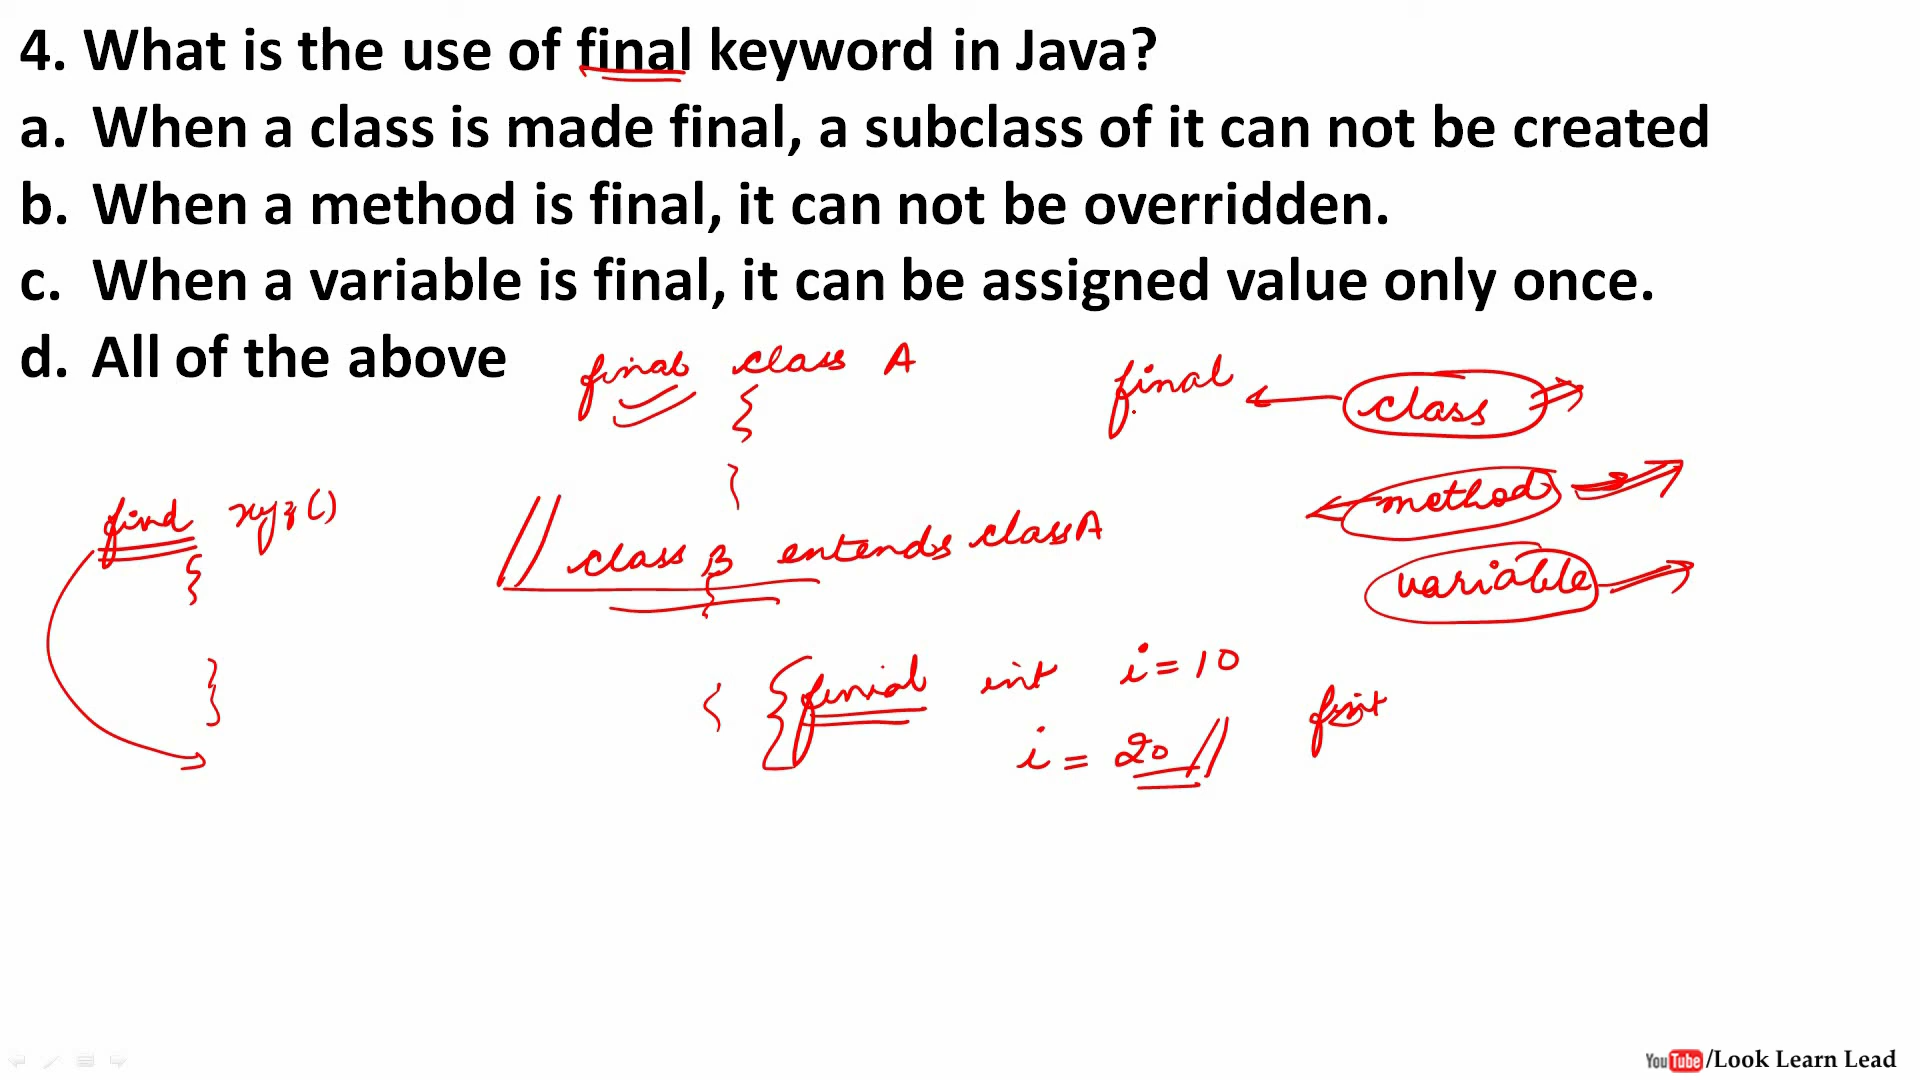 4. What is the use of final keyword in Java?
a. When a class is made final, a subclass of it can not be created
b. When a method is final, it can not be overridden.
c. When a variable is final, it can be assigned value only once.
d. All of the above
final class A
{
}
class B extends class A
{
final class
method
variable
xyz()
{
}
{ { final int i=10
i = 20 //
YouTube/Look Learn Lead